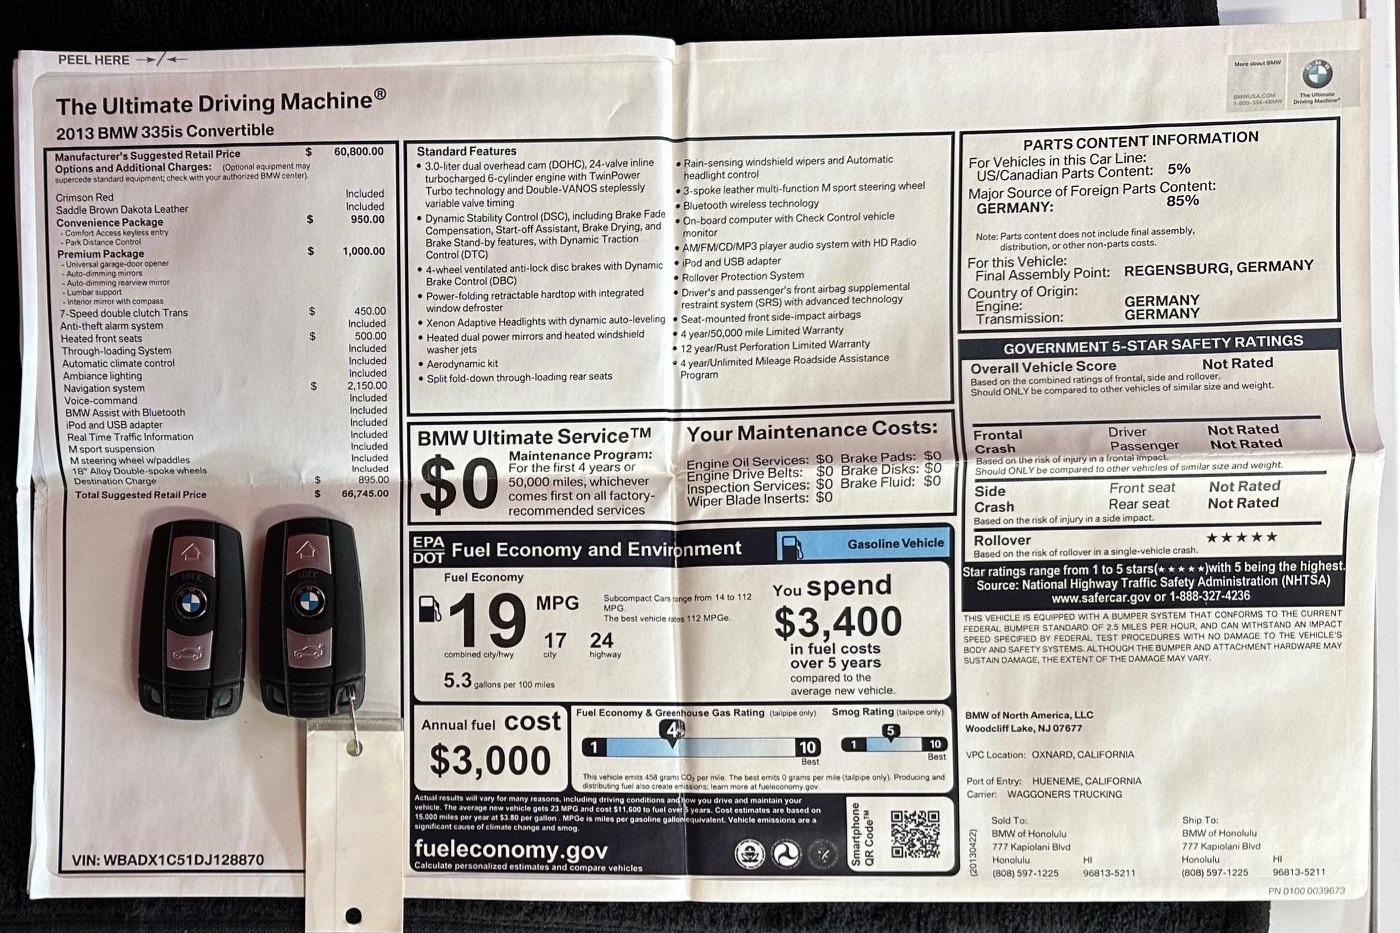 PEEL HERE
The Ultimate Driving Machine®
2013 BMW 335is Convertible
Manufacturer's Suggested Retail Price $ 60,800.00
Options and Additional Charges: (Optional equipment may
supercede standard equipment; check with your authorized BMW center).
Crimson Red Included
Saddle Brown Dakota Leather Included
Convenience Package $ 950.00
- Comfort Access keyless entry
- Park Distance Control
Premium Package $ 1,000.00
- Universal garage-door opener
- Auto-dimming mirrors
- Auto-dimming rearview mirror
- Lumbar support
- Interior mirror with compass
7-Speed double clutch Trans $ 450.00
Anti-theft alarm system Included
Heated front seats $ 500.00
Through-loading System Included
Automatic climate control Included
Ambiance lighting Included
Navigation system $ 2,150.00
Voice-command Included
BMW Assist with Bluetooth Included
iPod and USB adapter Included
Real Time Traffic Information Included
M sport suspension Included
M steering wheel w/paddles Included
18" Alloy Double-spoke wheels Included
Destination Charge $ 895.00
Total Suggested Retail Price $ 66,745.00
LOCK
LOCK
VIN: WBADX1C51DJ128870
Standard Features
• 3.0-liter dual overhead cam (DOHC), 24-valve inline
turbocharged 6-cylinder engine with TwinPower
Turbo technology and Double-VANOS steplessly
variable valve timing
• Dynamic Stability Control (DSC), including Brake Fade
Compensation, Start-off Assistant, Brake Drying, and
Brake Stand-by features, with Dynamic Traction
Control (DTC)
• 4-wheel ventilated anti-lock disc brakes with Dynamic
Brake Control (DBC)
• Power-folding retractable hardtop with integrated
window defroster
• Xenon Adaptive Headlights with dynamic auto-leveling
• Heated dual power mirrors and heated windshield
washer jets
• Aerodynamic kit
• Split fold-down through-loading rear seats
• Rain-sensing windshield wipers and Automatic
headlight control
• 3-spoke leather multi-function M sport steering wheel
• Bluetooth wireless technology
• On-board computer with Check Control vehicle
monitor
• AM/FM/CD/MP3 player audio system with HD Radio
• iPod and USB adapter
• Rollover Protection System
• Driver's and passenger's front airbag supplemental
restraint system (SRS) with advanced technology
• Seat-mounted front side-impact airbags
• 4 year/50,000 mile Limited Warranty
• 12 year/Rust Perforation Limited Warranty
• 4 year/Unlimited Mileage Roadside Assistance
Program
BMW Ultimate Service™
$0
Maintenance Program:
For the first 4 years or
50,000 miles, whichever
comes first on all factory-
recommended services
Your Maintenance Costs:
Engine Oil Services: $0 Brake Pads: $0
Engine Drive Belts: $0 Brake Disks: $0
Inspection Services: $0 Brake Fluid: $0
Wiper Blade Inserts: $0
EPA
DOT
Fuel Economy and Environment
Gasoline Vehicle
Fuel Economy
19 MPG
combined city/hwy
17
city
24
highway
Subcompact Cars range from 14 to 112
MPG.
The best vehicle rates 112 MPGe.
5.3 gallons per 100 miles
You spend
$3,400
in fuel costs
over 5 years
compared to the
average new vehicle.
Annual fuel cost
$3,000
Fuel Economy & Greenhouse Gas Rating (tailpipe only)
1 4 10
Best
Smog Rating (tailpipe only)
1 5 10
Best
This vehicle emits 458 grams CO₂ per mile. The best emits 0 grams per mile (tailpipe only). Producing and
distributing fuel also create emissions; learn more at fueleconomy.gov.
Actual results will vary for many reasons, including driving conditions and how you drive and maintain your
vehicle. The average new vehicle gets 23 MPG and cost $11,600 to fuel over 5 years. Cost estimates are based on
15,000 miles per year at $3.80 per gallon. MPGe is miles per gasoline gallon equivalent. Vehicle emissions are a
significant cause of climate change and smog.
fueleconomy.gov
Calculate personalized estimates and compare vehicles
Smartphone
QR Code™
More about BMW
BMWUSA.COM
1-800-334-4BMW
BMW
The Ultimate
Driving Machine®
PARTS CONTENT INFORMATION
For Vehicles in this Car Line:
US/Canadian Parts Content: 5%
Major Source of Foreign Parts Content:
GERMANY: 85%
Note: Parts content does not include final assembly,
distribution, or other non-parts costs.
For this Vehicle:
Final Assembly Point: REGENSBURG, GERMANY
Country of Origin:
Engine: GERMANY
Transmission: GERMANY
GOVERNMENT 5-STAR SAFETY RATINGS
Overall Vehicle Score Not Rated
Based on the combined ratings of frontal, side and rollover.
Should ONLY be compared to other vehicles of similar size and weight.
Frontal Driver Not Rated
Crash Passenger Not Rated
Based on the risk of injury in a frontal impact.
Should ONLY be compared to other vehicles of similar size and weight.
Side Front seat Not Rated
Crash Rear seat Not Rated
Based on the risk of injury in a side impact.
Rollover ★★★★★
Based on the risk of rollover in a single-vehicle crash.
Star ratings range from 1 to 5 stars(★★★★★)with 5 being the highest.
Source: National Highway Traffic Safety Administration (NHTSA)
www.safercar.gov or 1-888-327-4236
THIS VEHICLE IS EQUIPPED WITH A BUMPER SYSTEM THAT CONFORMS TO THE CURRENT
FEDERAL BUMPER STANDARD OF 2.5 MILES PER HOUR, AND CAN WITHSTAND AN IMPACT
SPEED SPECIFIED BY FEDERAL TEST PROCEDURES WITH NO DAMAGE TO THE VEHICLE'S
BODY AND SAFETY SYSTEMS. ALTHOUGH THE BUMPER AND ATTACHMENT HARDWARE MAY
SUSTAIN DAMAGE, THE EXTENT OF THE DAMAGE MAY VARY.
BMW of North America, LLC
Woodcliff Lake, NJ 07677
VPC Location: OXNARD, CALIFORNIA
Port of Entry: HUENEME, CALIFORNIA
Carrier: WAGGONERS TRUCKING
(20130422)
Sold To:
BMW of Honolulu
777 Kapiolani Blvd
Honolulu HI
(808) 597-1225 96813-5211
Ship To:
BMW of Honolulu
777 Kapiolani Blvd
Honolulu HI
(808) 597-1225 96813-5211
PN 0100 0039673